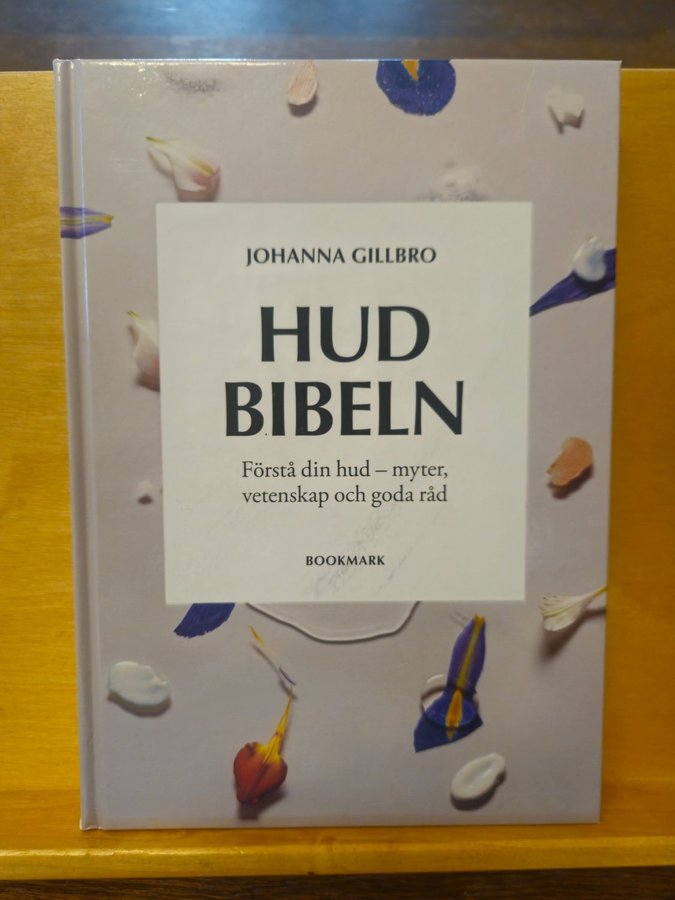 JOHANNA GILLBRO
HUD
BIBELN
Förstå din hud – myter,
vetenskap och goda råd
BOOKMARK